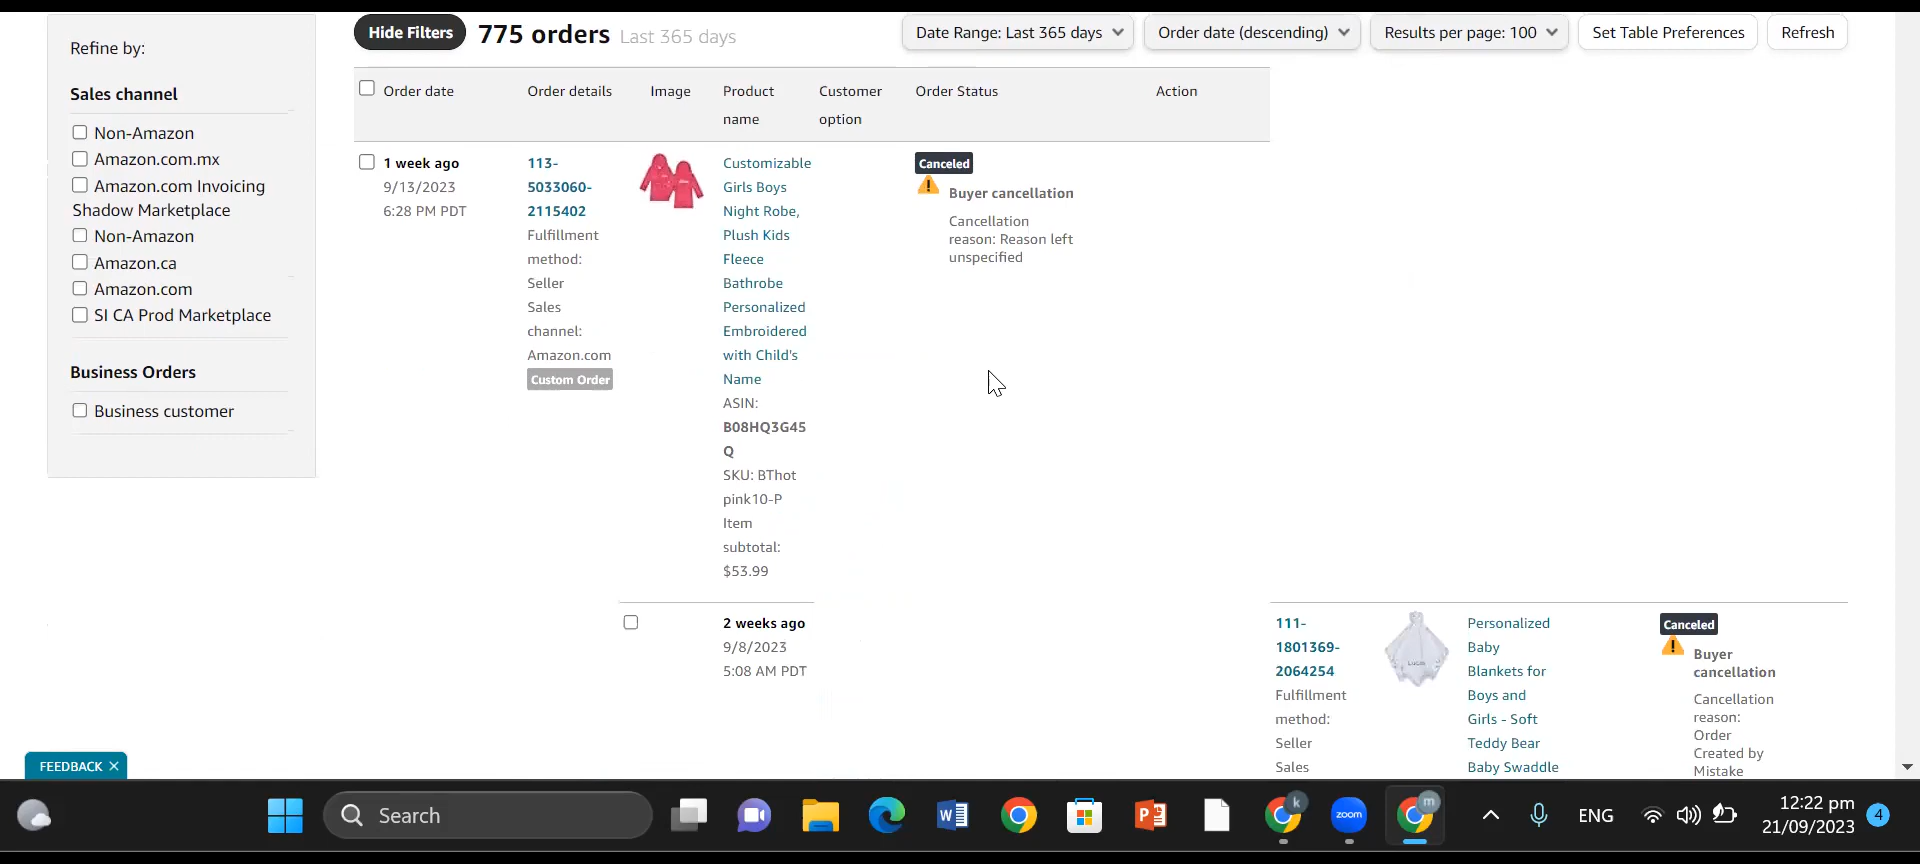 Refine by:
Sales channel
Non-Amazon
Amazon.com.mx
Amazon.com Invoicing
Shadow Marketplace
Non-Amazon
Amazon.ca
Amazon.com
SI CA Prod Marketplace
Business Orders
Business customer
Hide Filters
775 orders Last 365 days
Date Range: Last 365 days
Order date (descending)
Results per page: 100
Set Table Preferences
Refresh
Order date
Order details
Image
Product
name
Customer
option
Order Status
Action
1 week ago
9/13/2023
6:28 PM PDT
113-
5033060-
2115402
Fulfillment
method:
Seller
Sales
channel:
Amazon.com
Custom Order
Customizable
Girls Boys
Night Robe,
Plush Kids
Fleece
Bathrobe
Personalized
Embroidered
with Child's
Name
ASIN:
B08HQ3G45
Q
SKU: BThot
pink10-P
Item
subtotal:
$53.99
Canceled
Buyer cancellation
Cancellation
reason: Reason left
unspecified
2 weeks ago
9/8/2023
5:08 AM PDT
111-
1801369-
2064254
Fulfillment
method:
Seller
Sales
Lucas
Personalized
Baby
Blankets for
Boys and
Girls - Soft
Teddy Bear
Baby Swaddle
Canceled
Buyer
cancellation
Cancellation
reason:
Order
Created by
Mistake
FEEDBACK
Search
k
zoom
m
ENG
12:22 pm
21/09/2023
4